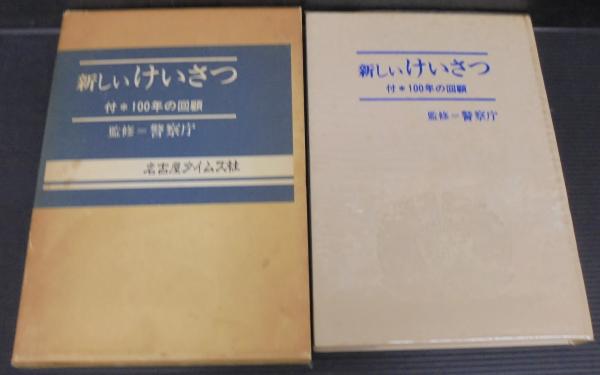 新しいけいさつ
付*100年の回顧
監修=警察庁
名古屋タイムズ社
新しいけいさつ
付*100年の回顧
監修=警察庁